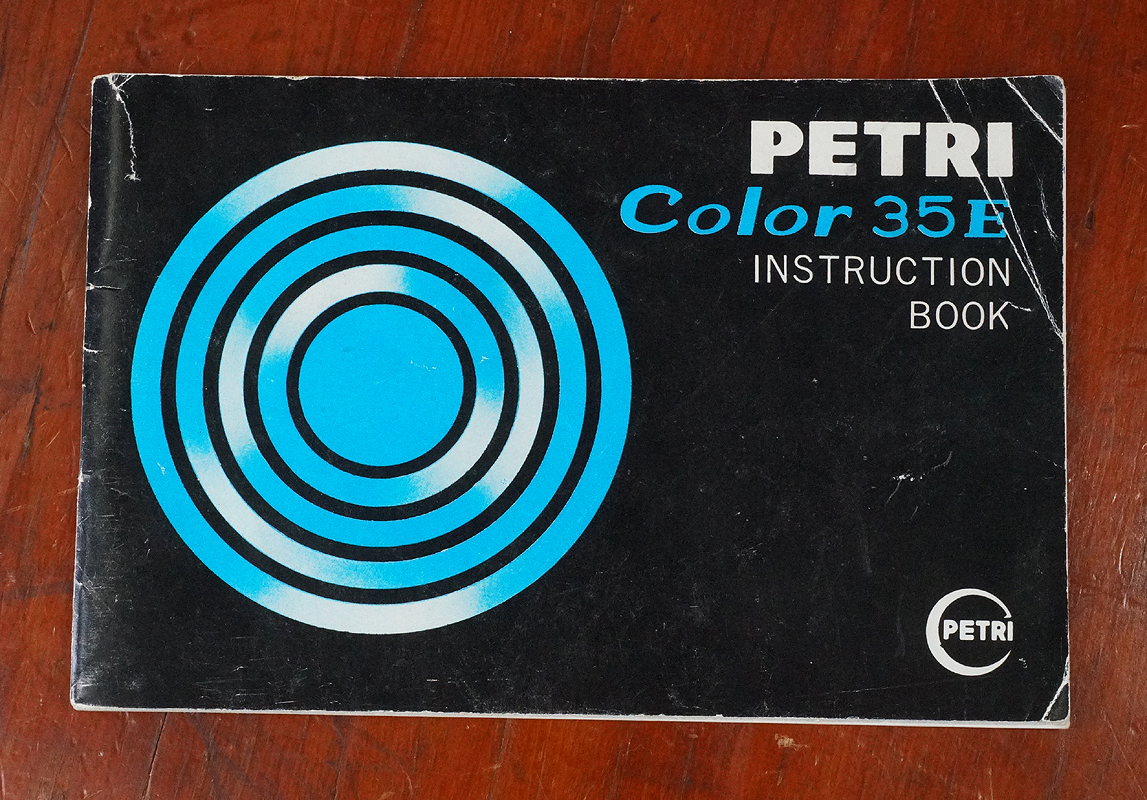 PETRI
Color 35E
INSTRUCTION
BOOK
PETRI